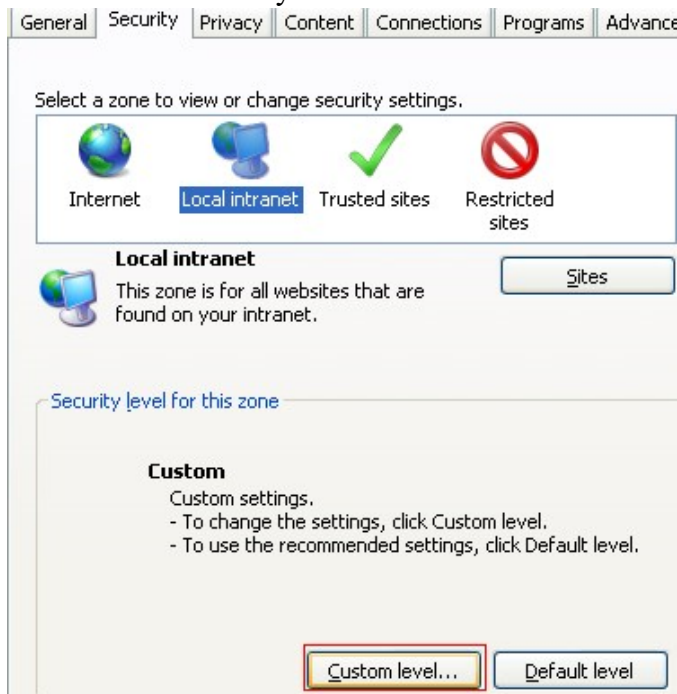 General Security Privacy Content Connections Programs Advance
Select a zone to view or change security settings.
Internet Local intranet Trusted sites Restricted
sites
Local intranet
Sites
This zone is for all websites that are
found on your intranet.
Security level for this zone
Custom
Custom settings.
- To change the settings, click Custom level.
- To use the recommended settings, click Default level.
Custom level... Default level